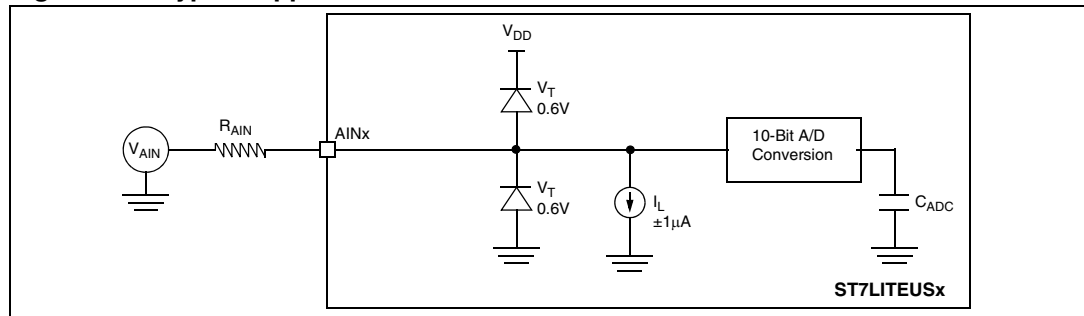 V_DD
V_T
0.6V
R_AIN
AINx
V_AIN
10-Bit A/D
Conversion
V_T
0.6V
I_L
±1μA
C_ADC
ST7LITEUSx